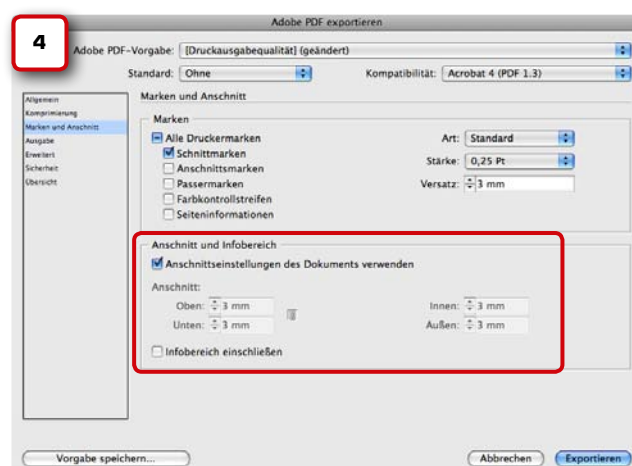 Adobe PDF exportieren
4
Adobe PDF-Vorgabe: [Druckausgabequalität] (geändert)
Standard: Ohne Kompatibilität: Acrobat 4 (PDF 1.3)
Allgemein
Komprimierung
Marken und Anschnitt
Ausgabe
Erweitert
Sicherheit
Übersicht
Marken und Anschnitt
Marken
Alle Druckermarken Art: Standard
Schnittmarken Stärke: 0,25 Pt
Anschnittsmarken
Passermarken Versatz: 3 mm
Farbkontrollstreifen
Seiteninformationen
Anschnitt und Infobereich
Anschnittseinstellungen des Dokuments verwenden
Anschnitt:
Oben: 3 mm Innen: 3 mm
Unten: 3 mm Außen: 3 mm
Infobereich einschließen
Vorgabe speichern... Abbrechen Exportieren